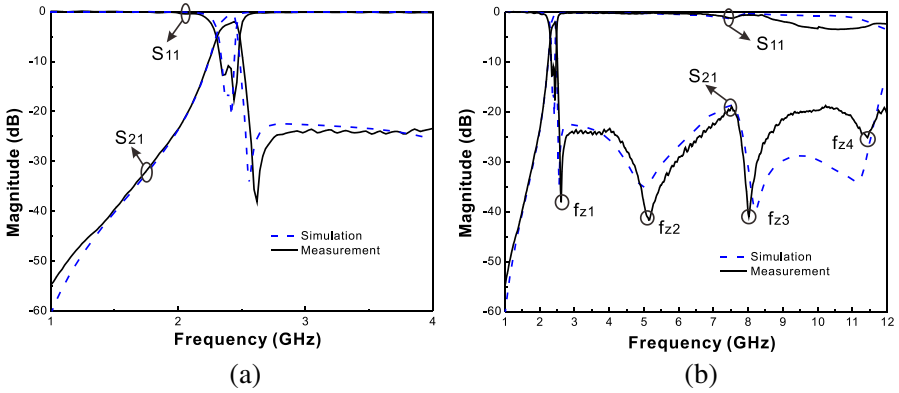 0
-10
-20
-30
-40
-50
-60
Magnitude (dB)
S11
S21
Simulation
Measurement
1
2
3
4
Frequency (GHz)
(a)
0
-10
-20
-30
-40
-50
-60
Magnitude (dB)
S11
S21
fz1
fz2
fz3
fz4
Simulation
Measurement
1
2
3
4
5
6
7
8
9
10
11
12
Frequency (GHz)
(b)